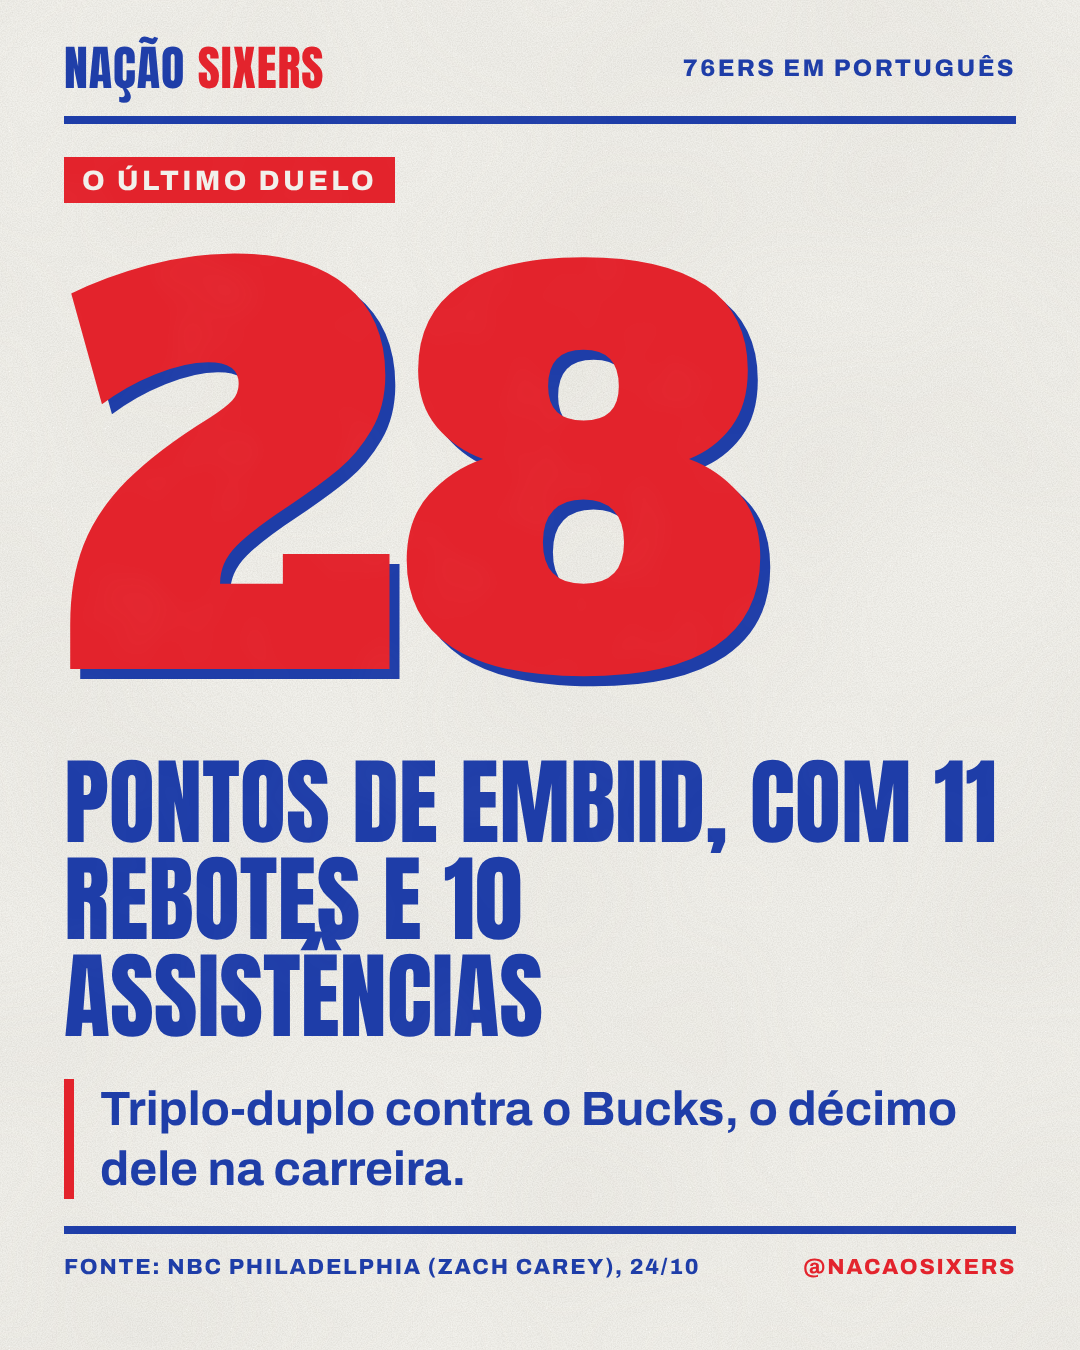 NAÇÃO SIXERS
76ERS EM PORTUGUÊS
O ÚLTIMO DUELO
28
PONTOS DE EMBIID, COM 11
REBOTES E 10
ASSISTÊNCIAS
Triplo-duplo contra o Bucks, o décimo
dele na carreira.
FONTE: NBC PHILADELPHIA (ZACH CAREY), 24/10
@NACAOSIXERS